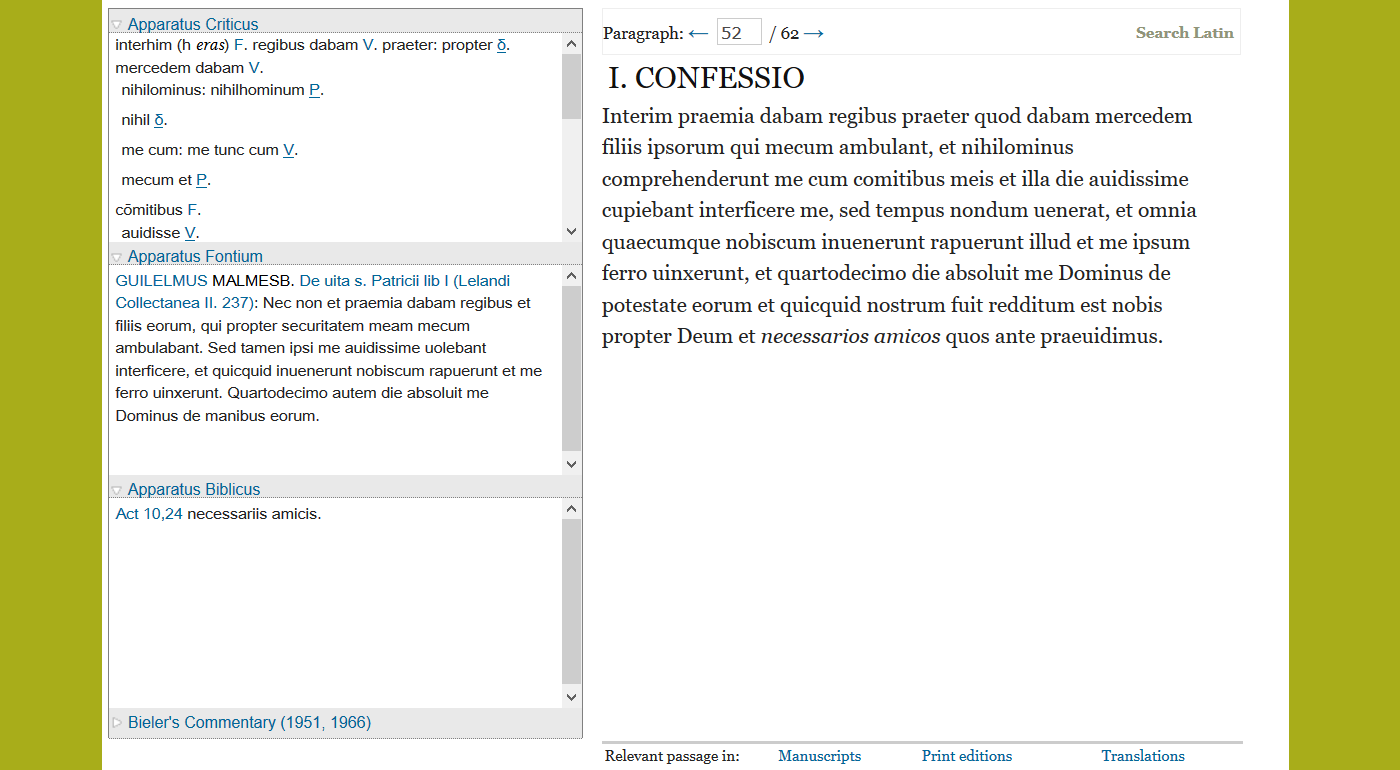 Apparatus Criticus
interhim (h eras) F. regibus dabam V. praeter: propter δ.
mercedem dabam V.
nihilominus: nihilhominum P.
nihil δ.
me cum: me tunc cum V.
mecum et P.
cōmitibus F.
auidisse V.
Apparatus Fontium
GUILELMUS MALMESB. De uita s. Patricii lib I (Lelandi
Collectanea II. 237): Nec non et praemia dabam regibus et
filiis eorum, qui propter securitatem meam mecum
ambulabant. Sed tamen ipsi me auidissime uolebant
interficere, et quicquid inuenerunt nobiscum rapuerunt et me
ferro uinxerunt. Quartodecimo autem die absoluit me
Dominus de manibus eorum.
Apparatus Biblicus
Act 10,24 necessariis amicis.
Bieler's Commentary (1951, 1966)
Paragraph: ← 52 / 62 → Search Latin
I. CONFESSIO
Interim praemia dabam regibus praeter quod dabam mercedem
filiis ipsorum qui mecum ambulant, et nihilominus
comprehenderunt me cum comitibus meis et illa die auidissime
cupiebant interficere me, sed tempus nondum uenerat, et omnia
quaecumque nobiscum inuenerunt rapuerunt illud et me ipsum
ferro uinxerunt, et quartodecimo die absoluit me Dominus de
potestate eorum et quicquid nostrum fuit redditum est nobis
propter Deum et necessarios amicos quos ante praeuidimus.
Relevant passage in: Manuscripts Print editions Translations